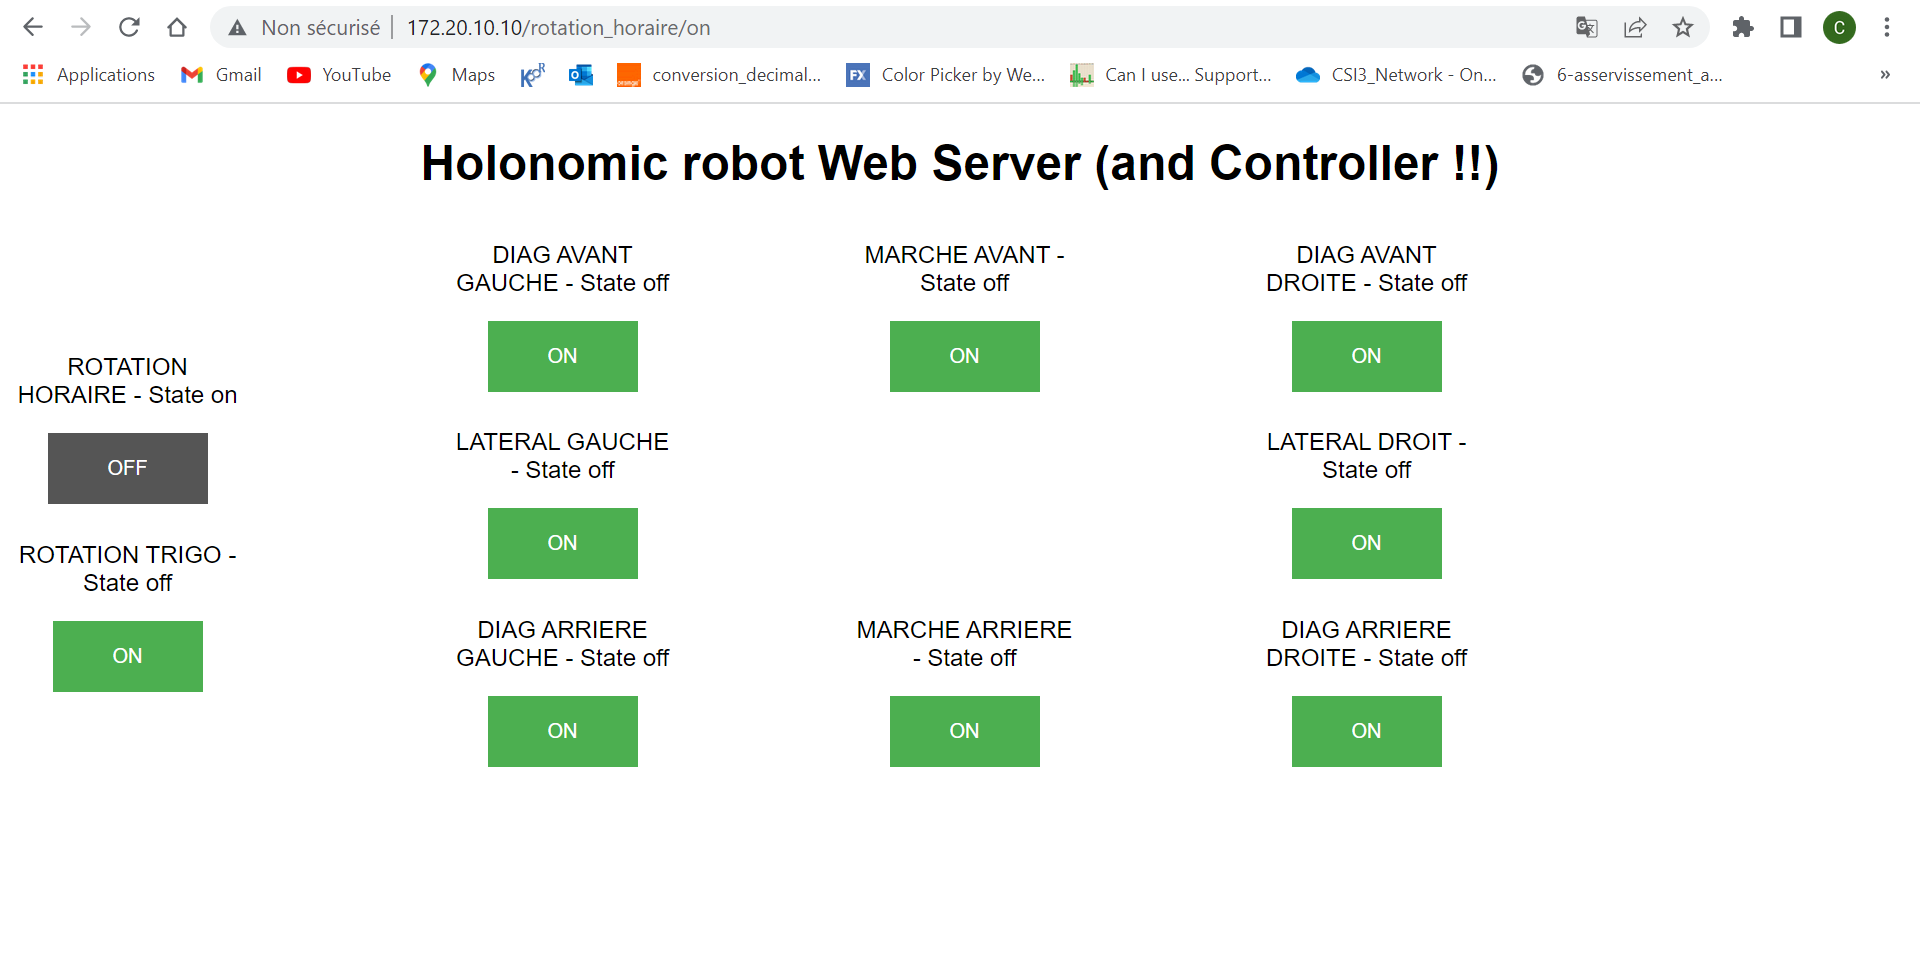 Non sécurisé | 172.20.10.10/rotation_horaire/on
C
Applications Gmail YouTube Maps conversion_decimal... Color Picker by We... Can I use... Support... CSI3_Network - On... 6-asservissement_a... »
Holonomic robot Web Server (and Controller !!)
ROTATION
HORAIRE - State on
OFF
ROTATION TRIGO -
State off
ON
DIAG AVANT
GAUCHE - State off
ON
MARCHE AVANT -
State off
ON
DIAG AVANT
DROITE - State off
ON
LATERAL GAUCHE
- State off
ON
LATERAL DROIT -
State off
ON
DIAG ARRIERE
GAUCHE - State off
ON
MARCHE ARRIERE
- State off
ON
DIAG ARRIERE
DROITE - State off
ON